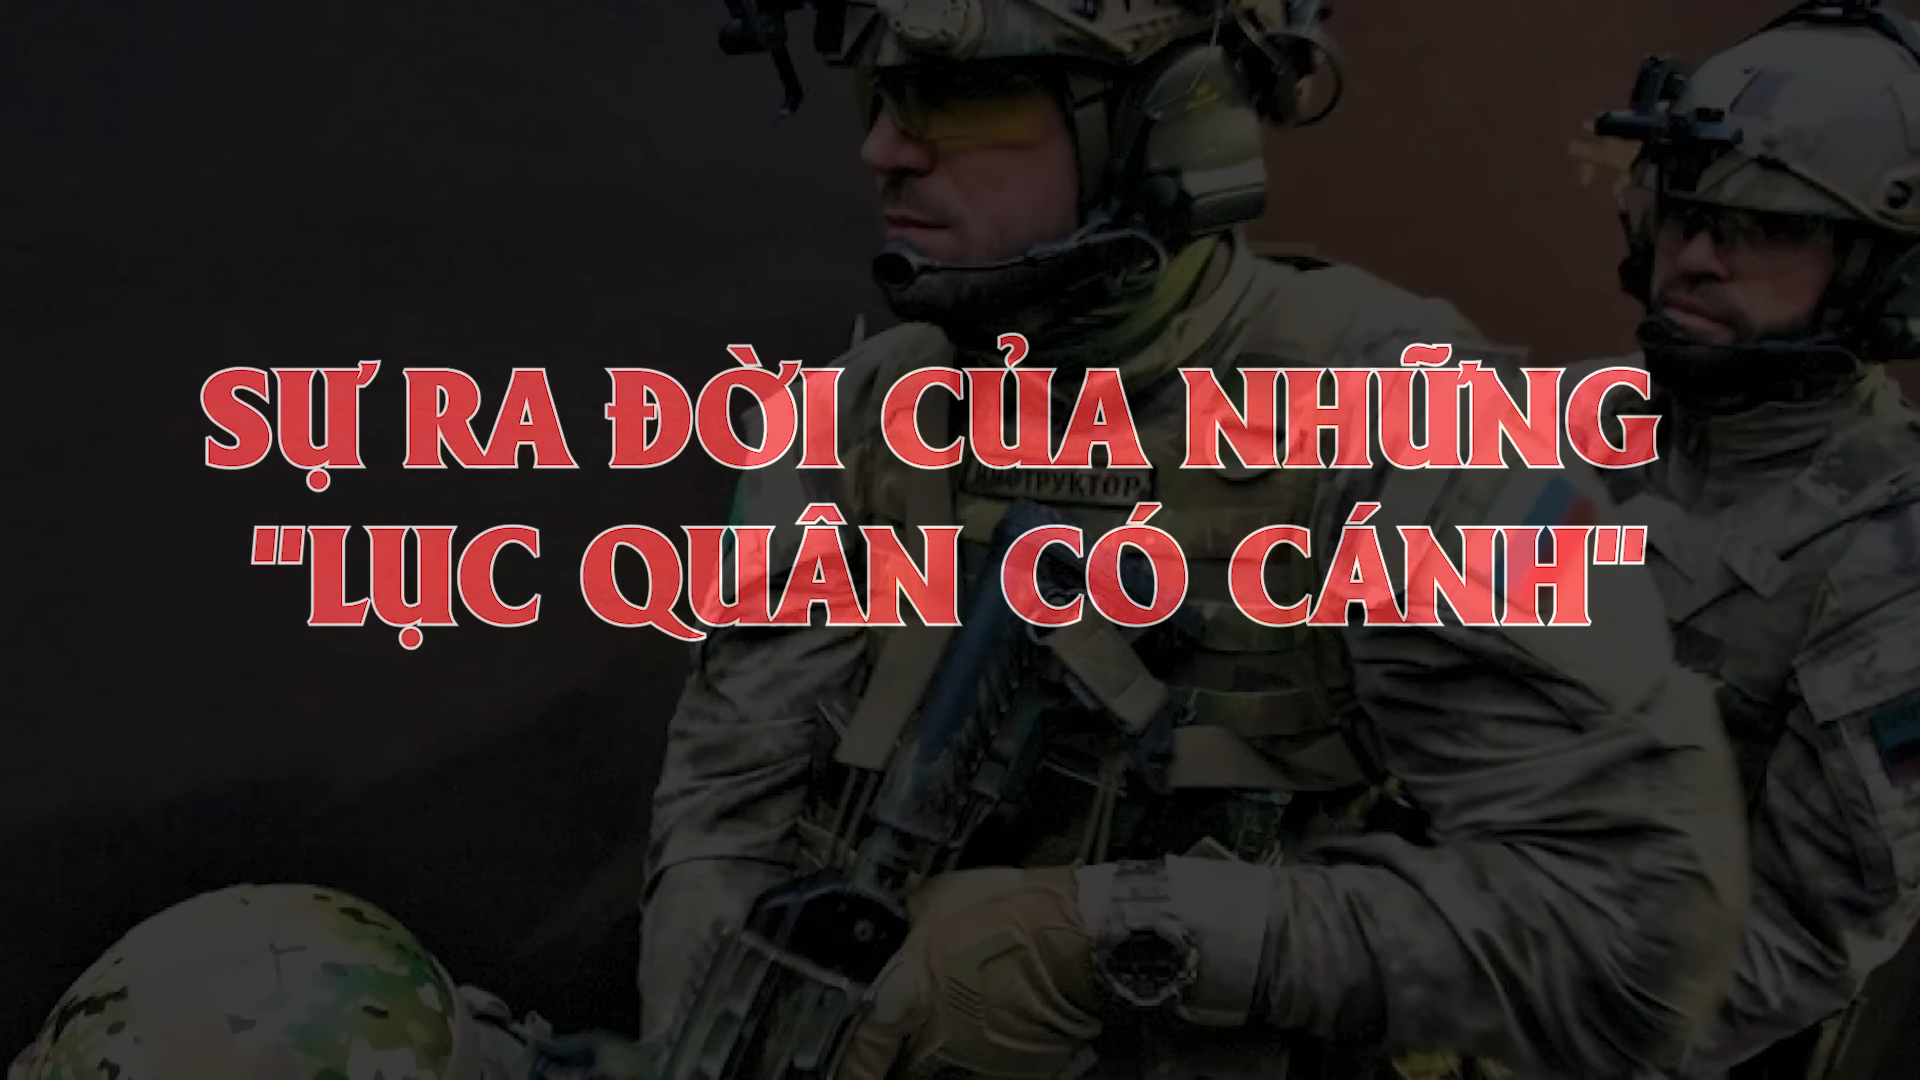 SỰ RA ĐỜI CỦA NHỮNG
"LỤC QUÂN CÓ CÁNH"